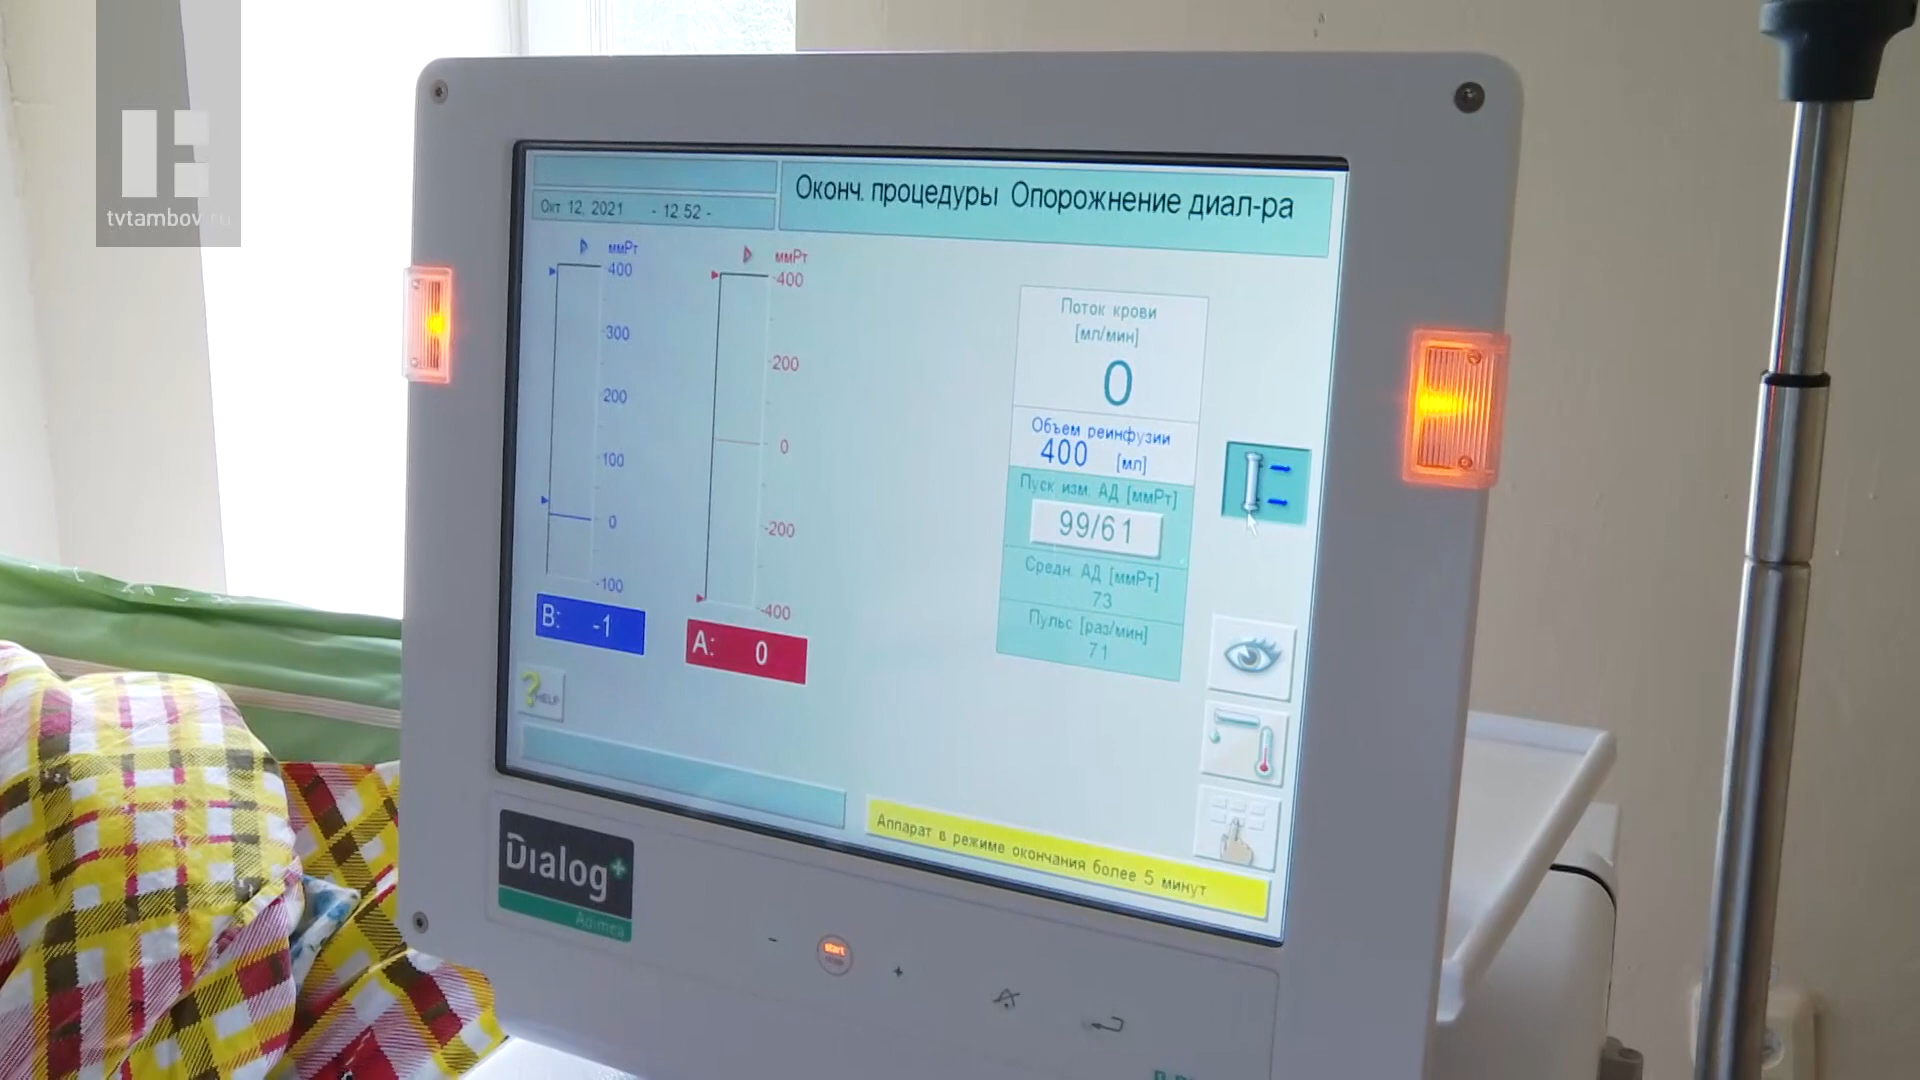 tvtambov.ru
Оконч. процедуры Опорожнение диал-ра
Окт 12, 2021 - 12:52 -
ммРт
400
300
200
100
0
-100
ммРт
400
200
0
-200
-400
Поток крови
[мл/мин]
0
Объем реинфузии
400 [мл]
Пуск изм. АД [ммРт]
99/61
Средн. АД [ммРт]
73
Пульс [раз/мин]
71
B: -1
A: 0
? HELP
Аппарат в режиме окончания более 5 минут
Dialog+
Adimea
- start +